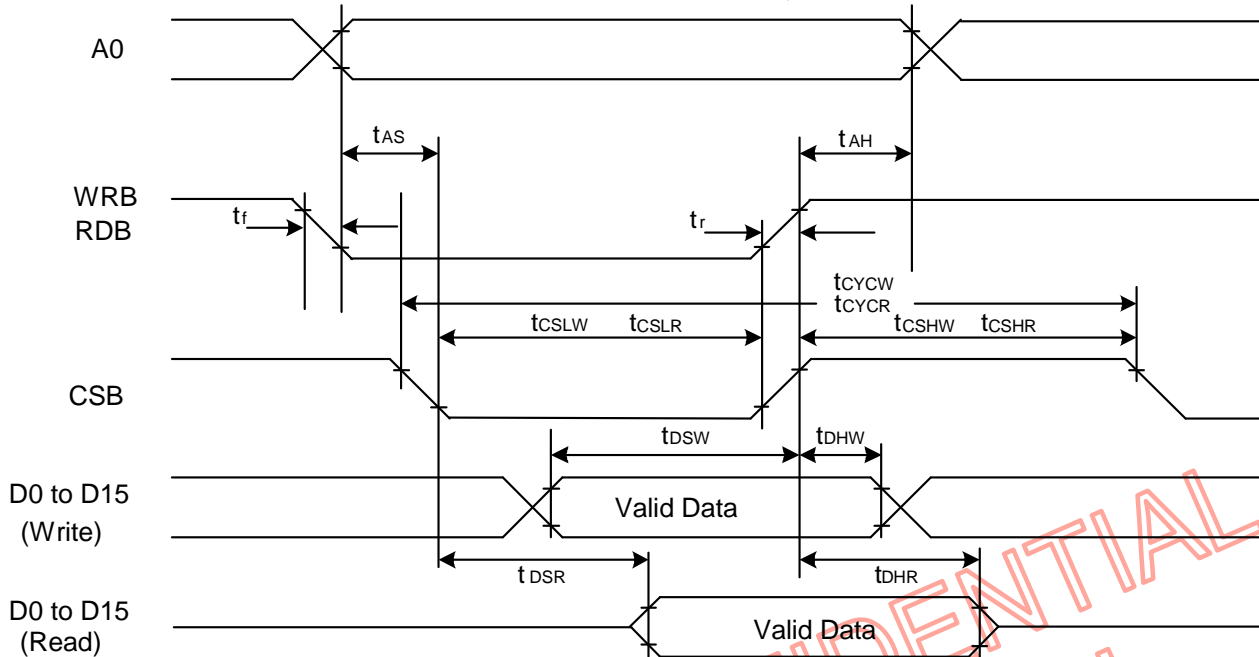 A0
tAS
tAH
WRB
RDB
tf
tr
tCYCW
tCYCR
tCSLW tCSLR
tCSHW tCSHR
CSB
tDSW
tDHW
D0 to D15
(Write)
Valid Data
tDSR
tDHR
D0 to D15
(Read)
Valid Data